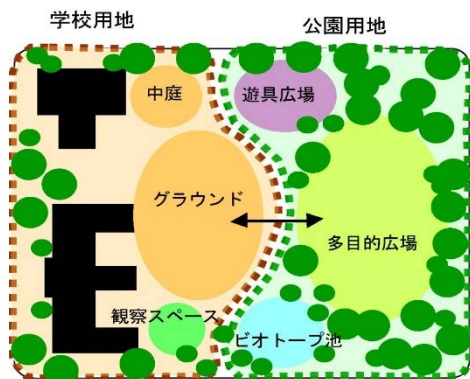 学校用地
公園用地
中庭
遊具広場
グラウンド
多目的広場
観察スペース
ビオトープ池